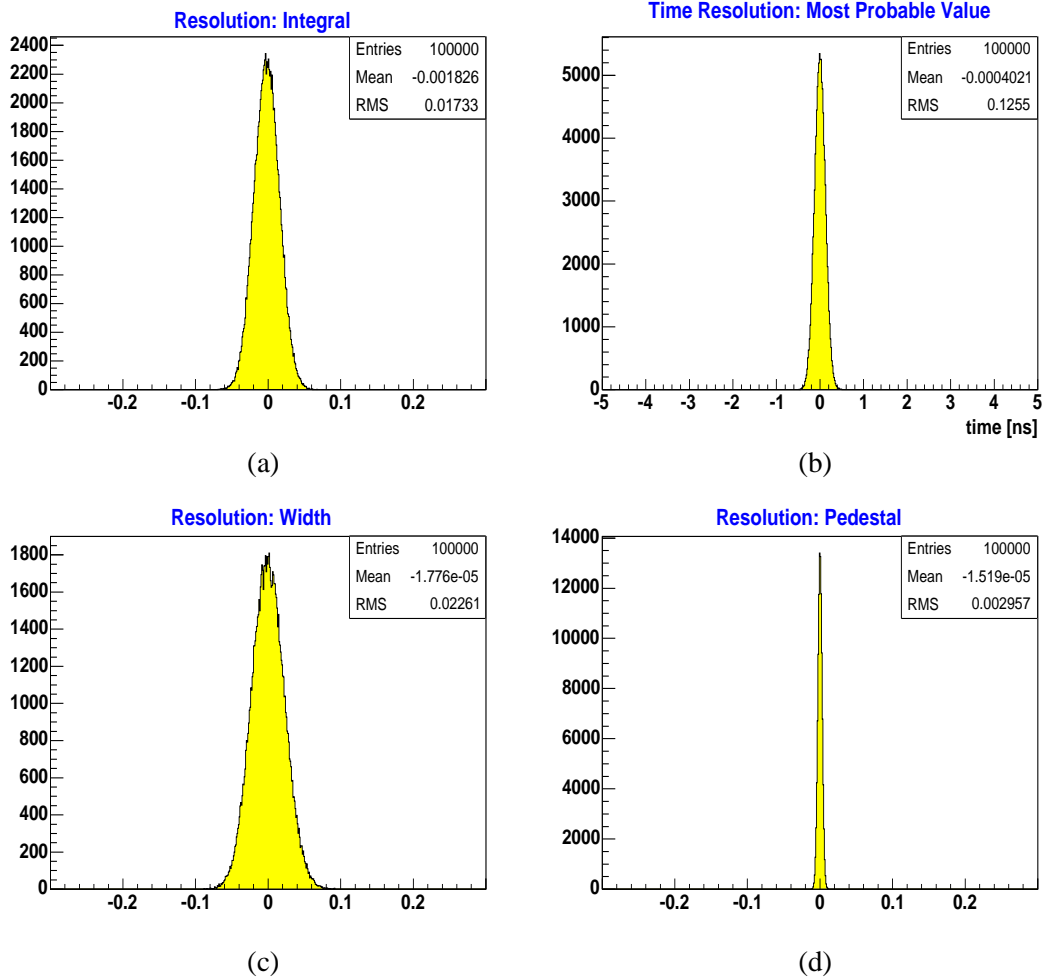 Resolution: Integral
Entries 100000
Mean -0.001826
RMS 0.01733
2400
2200
2000
1800
1600
1400
1200
1000
800
600
400
200
0
-0.2 -0.1 0 0.1 0.2
(a)
Time Resolution: Most Probable Value
Entries 100000
Mean -0.0004021
RMS 0.1255
5000
4000
3000
2000
1000
0
-5 -4 -3 -2 -1 0 1 2 3 4 5
time [ns]
(b)
Resolution: Width
Entries 100000
Mean -1.776e-05
RMS 0.02261
1800
1600
1400
1200
1000
800
600
400
200
0
-0.2 -0.1 0 0.1 0.2
(c)
Resolution: Pedestal
Entries 100000
Mean -1.519e-05
RMS 0.002957
14000
12000
10000
8000
6000
4000
2000
0
-0.2 -0.1 0 0.1 0.2
(d)